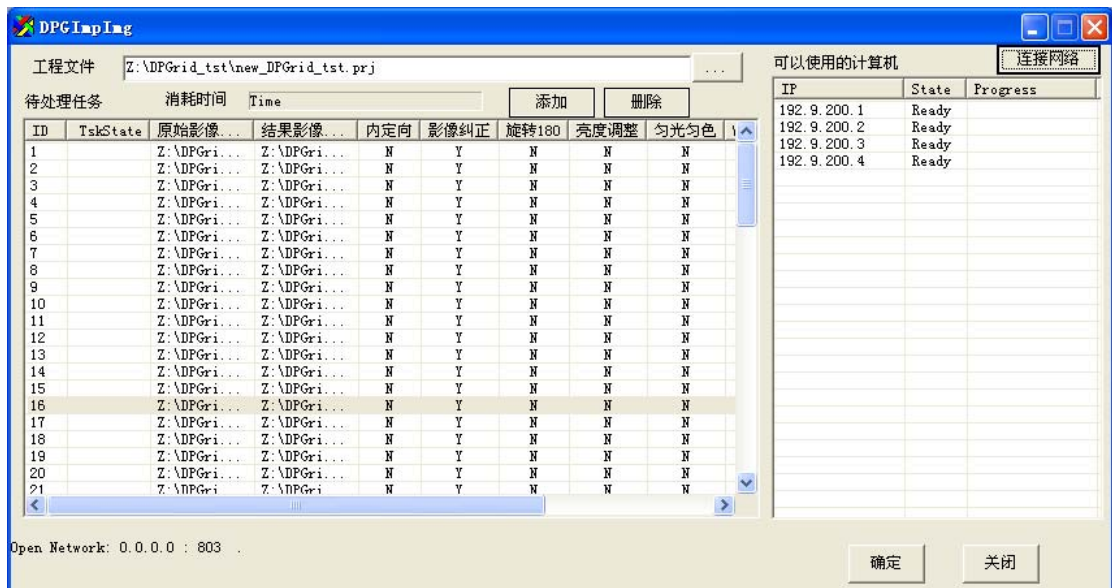 DPGImpImg
工程文件 Z:\DPGrid_tst\new_DPGrid_tst.prj ...
待处理任务 消耗时间 Time 添加 删除
ID TskState 原始影像... 结果影像... 内定向 影像纠正 旋转180 亮度调整 匀光匀色
1 Z:\DPGri... Z:\DPGri... N Y N N N
2 Z:\DPGri... Z:\DPGri... N Y N N N
3 Z:\DPGri... Z:\DPGri... N Y N N N
4 Z:\DPGri... Z:\DPGri... N Y N N N
5 Z:\DPGri... Z:\DPGri... N Y N N N
6 Z:\DPGri... Z:\DPGri... N Y N N N
7 Z:\DPGri... Z:\DPGri... N Y N N N
8 Z:\DPGri... Z:\DPGri... N Y N N N
9 Z:\DPGri... Z:\DPGri... N Y N N N
10 Z:\DPGri... Z:\DPGri... N Y N N N
11 Z:\DPGri... Z:\DPGri... N Y N N N
12 Z:\DPGri... Z:\DPGri... N Y N N N
13 Z:\DPGri... Z:\DPGri... N Y N N N
14 Z:\DPGri... Z:\DPGri... N Y N N N
15 Z:\DPGri... Z:\DPGri... N Y N N N
16 Z:\DPGri... Z:\DPGri... N Y N N N
17 Z:\DPGri... Z:\DPGri... N Y N N N
18 Z:\DPGri... Z:\DPGri... N Y N N N
19 Z:\DPGri... Z:\DPGri... N Y N N N
20 Z:\DPGri... Z:\DPGri... N Y N N N
21 Z:\DPGri Z:\DPGri N Y N N N
可以使用的计算机 连接网络
IP State Progress
192.9.200.1 Ready
192.9.200.2 Ready
192.9.200.3 Ready
192.9.200.4 Ready
Open Network: 0.0.0.0 : 803 .
确定 关闭